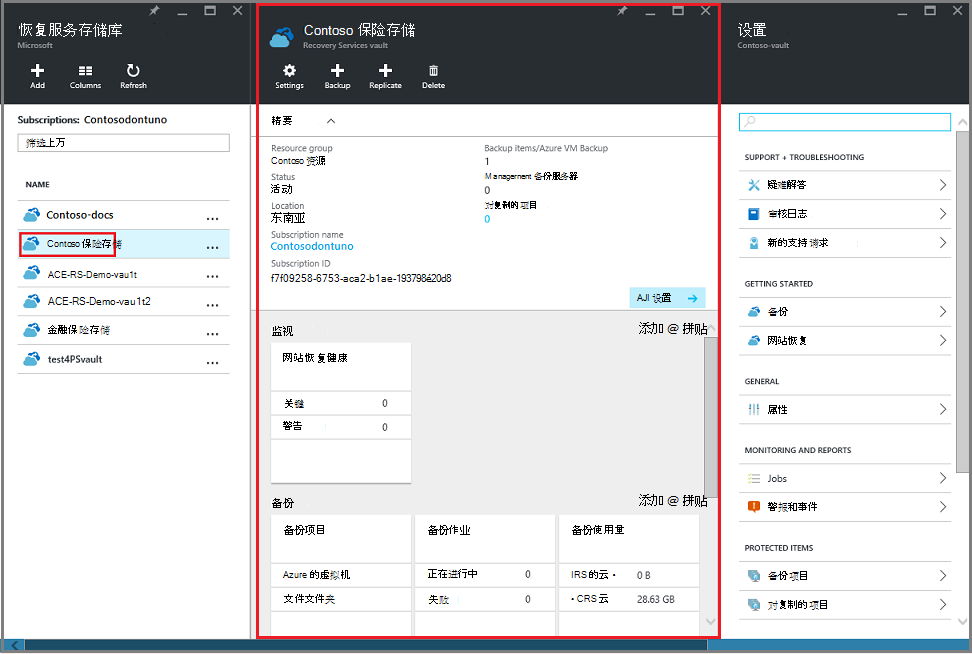 恢复服务存储库
Microsoft
Add
Columns
Refresh
Subscriptions: Contosodontuno
筛选上万
NAME
Contoso-docs
...
Contoso 保险存储
...
ACE-RS-Demo-vau1t
...
ACE-RS-Demo-vau1t2
...
金融保险存储
...
test4PSvault
...
Contoso 保险存储
Recovery Services vault
Settings
Backup
Replicate
Delete
精要
Resource group
Contoso 资源
Status
活动
Location
东南亚
Subscription name
Contosodontuno
Subscription ID
f7f09258-6753-aca2-b1ae-193798e20d8
Backup items/Azure VM Backup
1
Management 备份服务器
0
对复制的项目
0
AJI 设置
监视
添加 @ 拼贴
网站恢复健康
关键 0
警告 0
备份
添加 @ 拼贴
备份项目
Azure 的虚拟机
文件文件夹
备份作业
正在进行中 0
失败 0
备份使用量
IRS的云 · 0 B
· CRS云 28.63 GB
设置
Contoso-vault
SUPPORT + TROUBLESHOOTING
疑难解答
审核日志
新的支持请求
GETTING STARTED
备份
网站恢复
GENERAL
属性
MONITORING AND REPORTS
Jobs
警报和事件
PROTECTED ITEMS
备份项目
对复制的项目